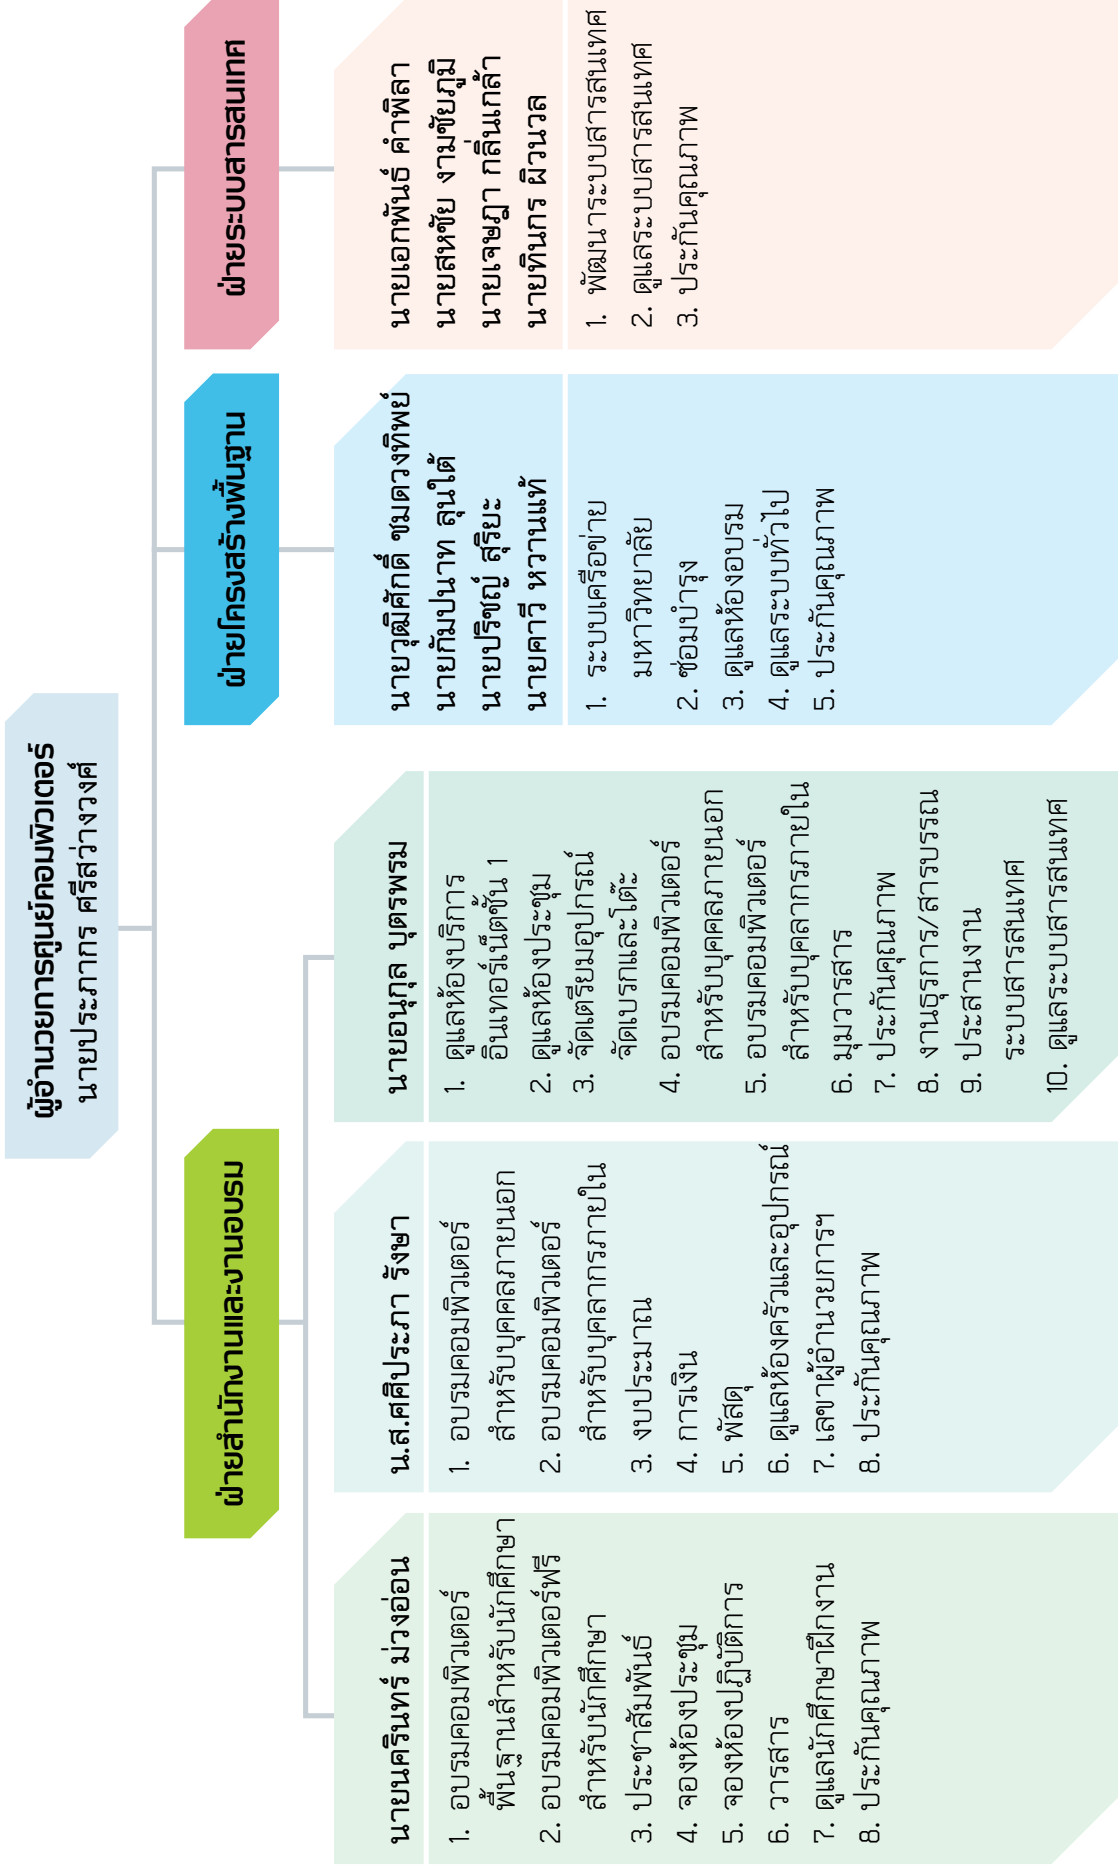 ผู้อำนวยการศูนย์คอมพิวเตอร์
นายประภากร ศรีสว่างวงศ์
ฝ่ายสำนักงานและงานอบรม
นายนครินทร์ ม่วงอ่อน
1. อบรมคอมพิวเตอร์
พื้นฐานสำหรับนักศึกษา
2. อบรมคอมพิวเตอร์ฟรี
สำหรับนักศึกษา
3. ประชาสัมพันธ์
4. จองห้องประชุม
5. จองห้องปฏิบัติการ
6. วารสาร
7. ดูแลนักศึกษาฝึกงาน
8. ประกันคุณภาพ
น.ส.ศศิประภา รังษา
1. อบรมคอมพิวเตอร์
สำหรับบุคคลภายนอก
2. อบรมคอมพิวเตอร์
สำหรับบุคลากรภายใน
3. งบประมาณ
4. การเงิน
5. พัสดุ
6. ดูแลห้องครัวและอุปกรณ์
7. เลขาผู้อำนวยการฯ
8. ประกันคุณภาพ
นายอนุกุล บุตรพรม
1. ดูแลห้องบริการ
อินเทอร์เน็ตชั้น 1
2. ดูแลห้องประชุม
3. จัดเตรียมอุปกรณ์
จัดเบรกและโต๊ะ
4. อบรมคอมพิวเตอร์
สำหรับบุคคลภายนอก
5. อบรมคอมพิวเตอร์
สำหรับบุคลากรภายใน
6. มุมวารสาร
7. ประกันคุณภาพ
8. งานธุรการ/สารบรรณ
9. ประสานงาน
ระบบสารสนเทศ
10. ดูแลระบบสารสนเทศ
ฝ่ายโครงสร้างพื้นฐาน
นายวุฒิศักดิ์ ชมดวงทิพย์
นายกัมปนาท ลุนใต้
นายปริชญ์ สุริยะ
นายคาวี หวานแท้
1. ระบบเครือข่าย
มหาวิทยาลัย
2. ซ่อมบำรุง
3. ดูแลห้องอบรม
4. ดูแลระบบทั่วไป
5. ประกันคุณภาพ
ฝ่ายระบบสารสนเทศ
นายเอกพันธ์ คำพิลา
นายสหชัย งามชัยภูมิ
นายเจษฎา กลิ่นเกล้า
นายทินกร ผิวนวล
1. พัฒนาระบบสารสนเทศ
2. ดูแลระบบสารสนเทศ
3. ประกันคุณภาพ